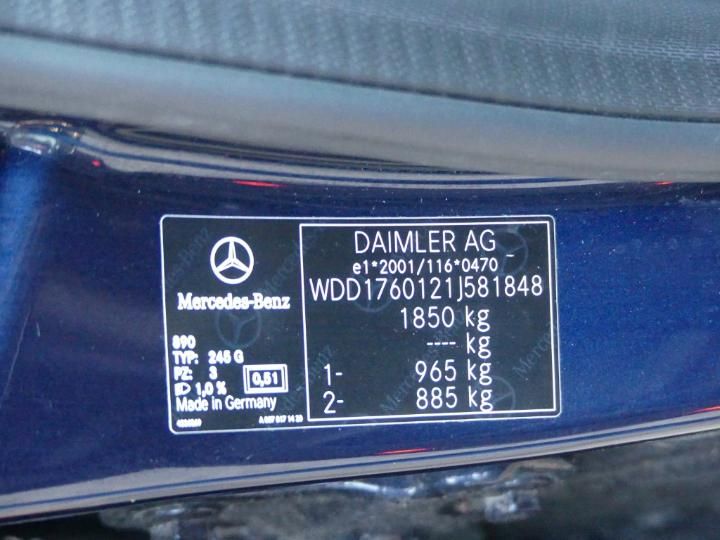 Mercedes-Benz
890
TYP: 245 G
PZ: 3
1,0 %
0,51
Made in Germany
DAIMLER AG
e1*2001/116*0470
WDD1760121J581848
1850 kg
---- kg
1- 965 kg
2- 885 kg